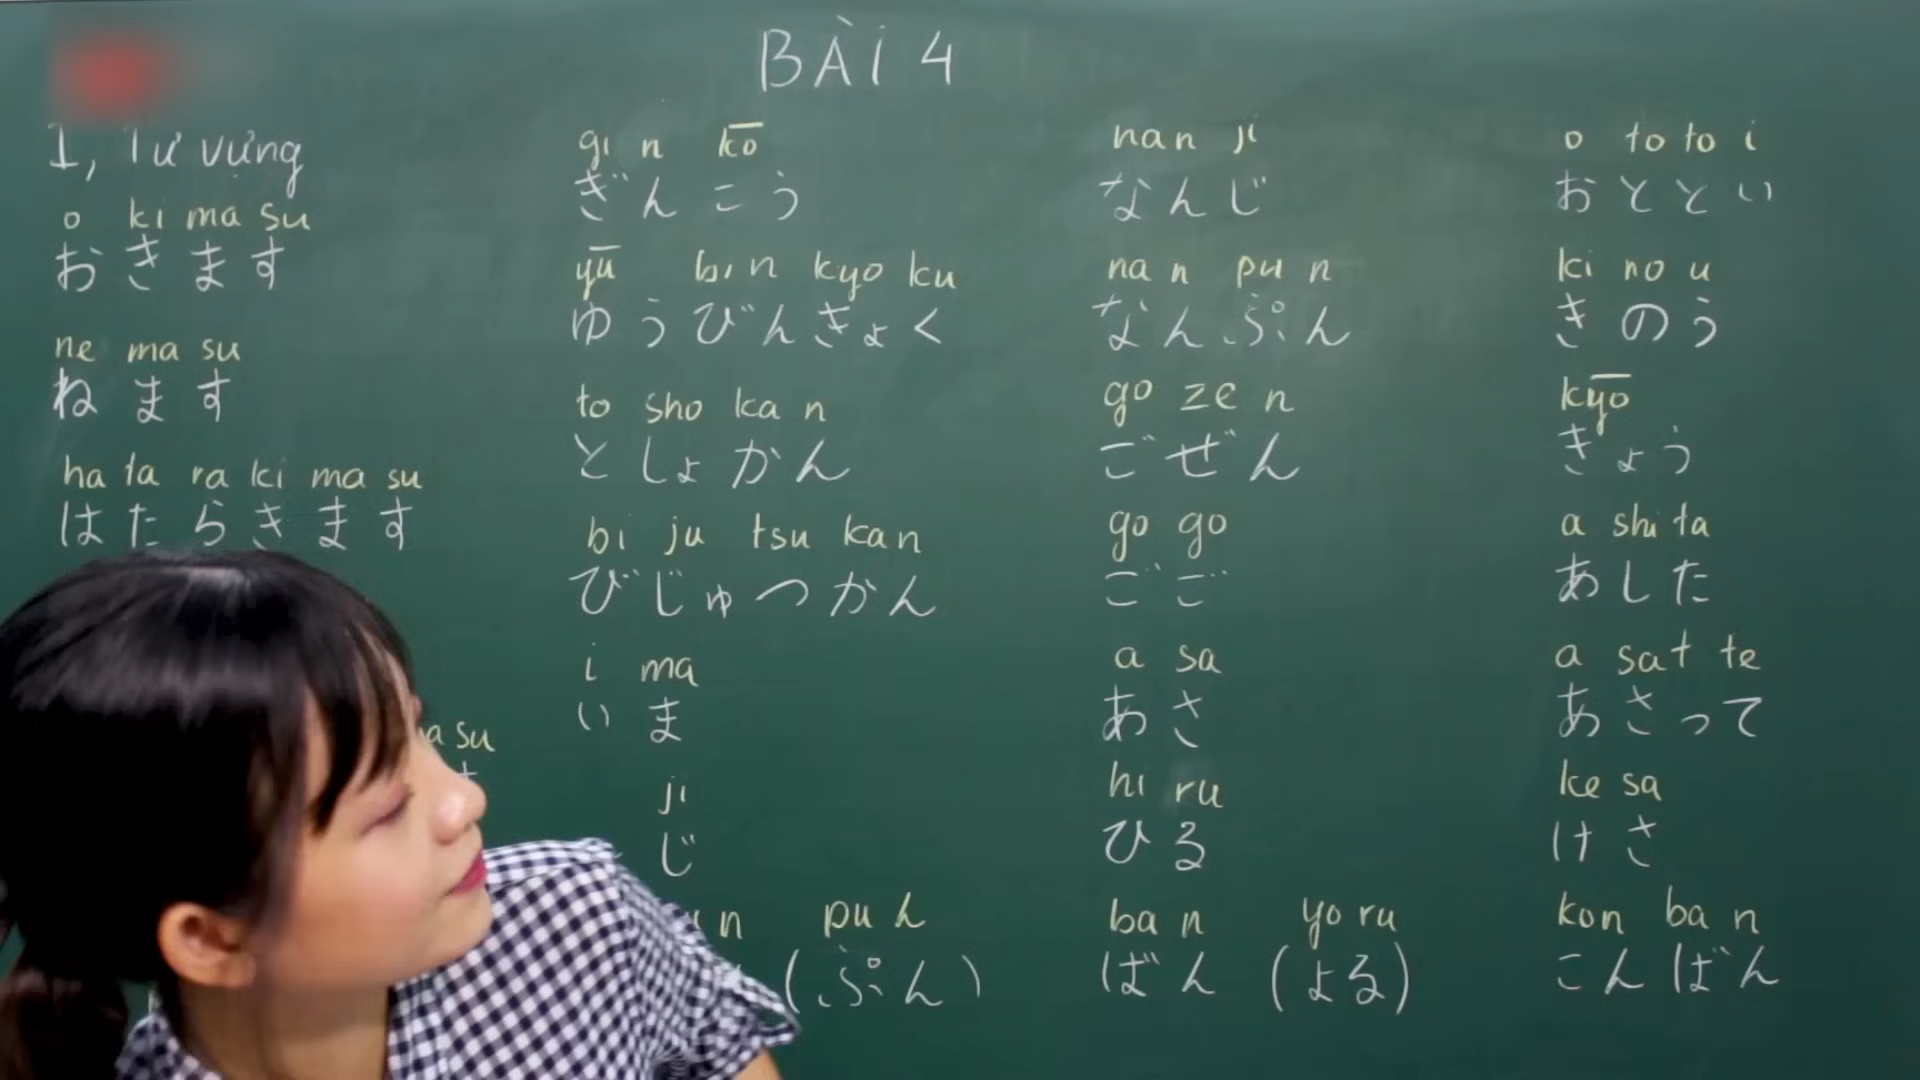 BÀI 4
1, Từ vựng
o ki ma su
おきます
ne ma su
ねます
ha ta ra ki ma su
はたらきます
su
gi n kō
ぎんこう
yū bin kyo ku
ゆうびんきょく
to sho ka n
としょかん
bi ju tsu kan
びじゅつかん
i ma
いま
ji
じ
n pu n
(ぷん)
nan ji
なんじ
na n pu n
なんぷん
go ze n
ごぜん
go go
ごご
a sa
あさ
hi ru
ひる
ba n yo ru
ばん (よる)
o to to i
おととい
ki no u
きのう
kyō
きょう
a shi ta
あした
a sat te
あさって
ke sa
けさ
kon ba n
こんばん